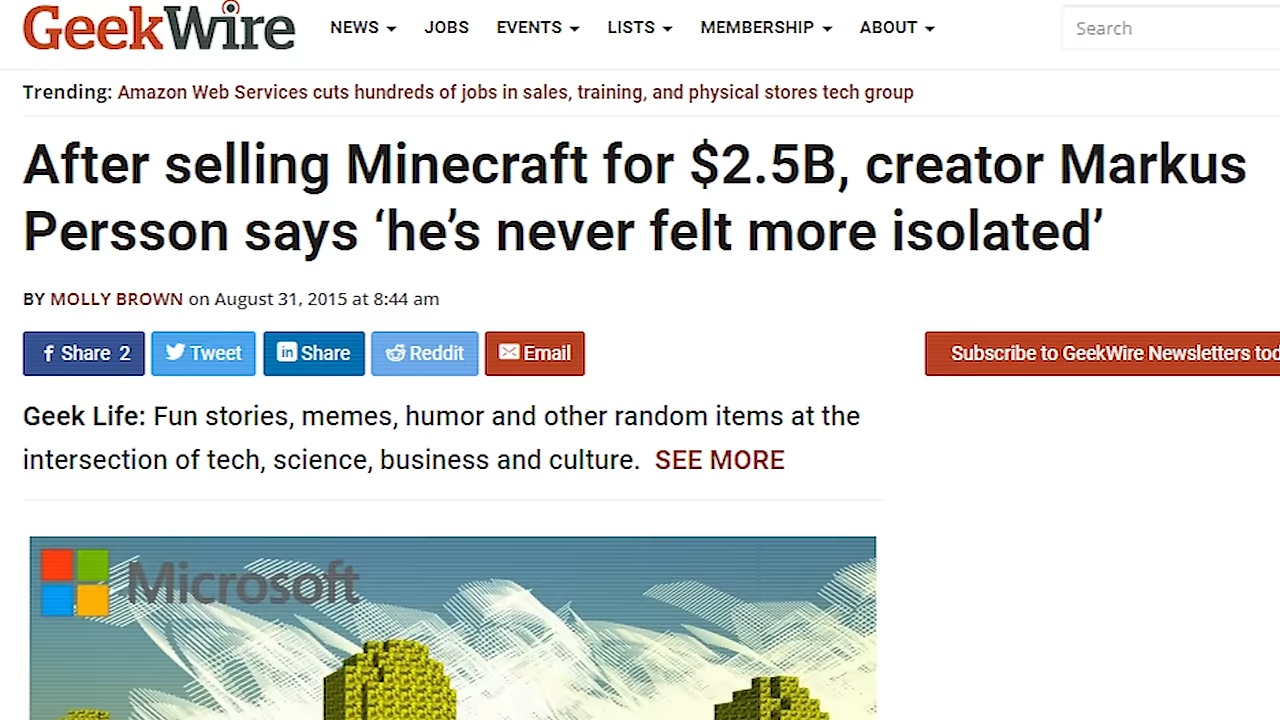 GeekWire
NEWS JOBS EVENTS LISTS MEMBERSHIP ABOUT Search
Trending: Amazon Web Services cuts hundreds of jobs in sales, training, and physical stores tech group
After selling Minecraft for $2.5B, creator Markus
Persson says ‘he’s never felt more isolated’
BY MOLLY BROWN on August 31, 2015 at 8:44 am
Share 2 Tweet Share Reddit Email Subscribe to GeekWire Newsletters
Geek Life: Fun stories, memes, humor and other random items at the
intersection of tech, science, business and culture. SEE MORE
Microsoft